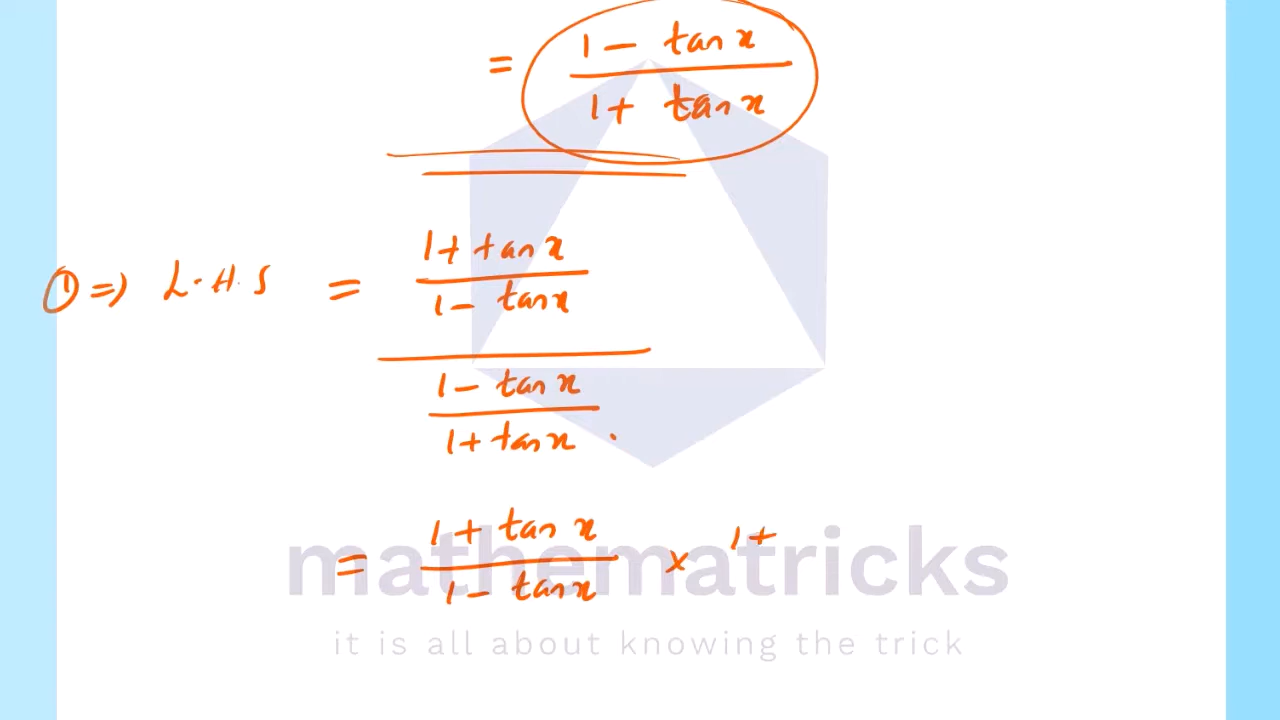 = (1 - tan x)/(1 + tan x)
① ⇒ L.H.S = ((1 + tan x)/(1 - tan x))/((1 - tan x)/(1 + tan x)) .
= (1 + tan x)/(1 - tan x) × 1 +
mathematricks
it is all about knowing the trick